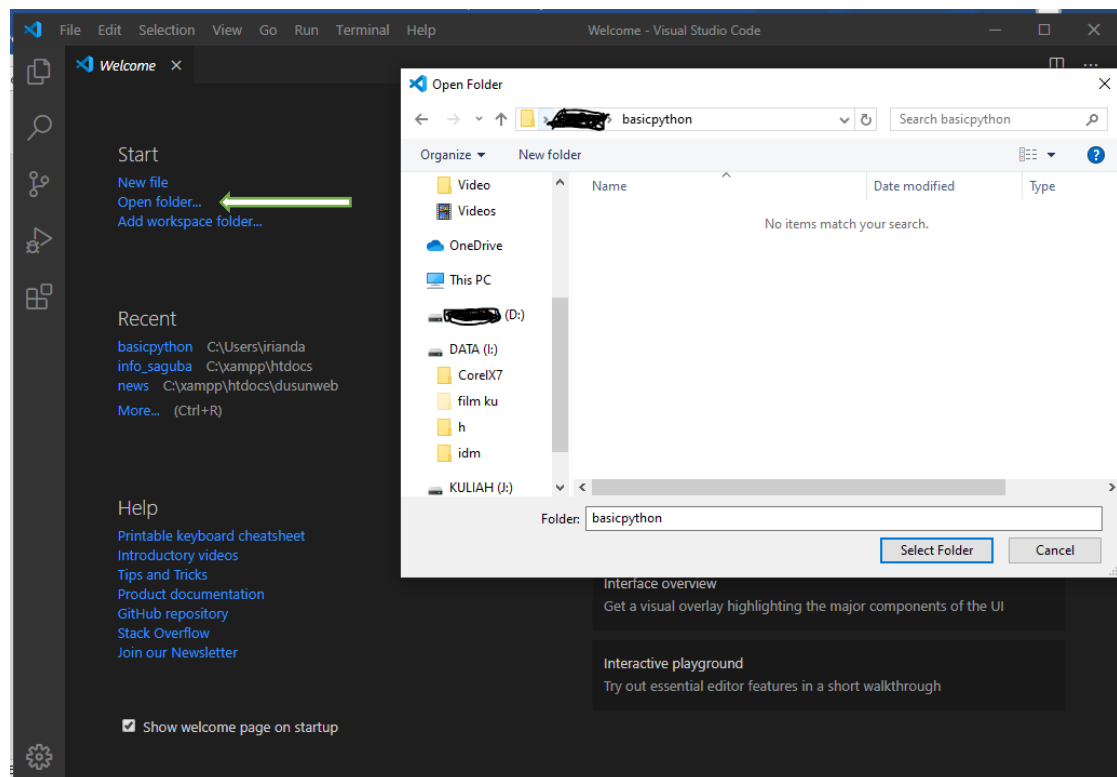 File Edit Selection View Go Run Terminal Help Welcome - Visual Studio Code
Welcome
Start
New file
Open folder...
Add workspace folder...
Recent
basicpython C:\Users\irianda
info_saguba C:\xampp\htdocs
news C:\xampp\htdocs\dusunweb
More... (Ctrl+R)
Help
Printable keyboard cheatsheet
Introductory videos
Tips and Tricks
Product documentation
GitHub repository
Stack Overflow
Join our Newsletter
Show welcome page on startup
Open Folder
basicpython Search basicpython
Organize New folder
Video
Videos
OneDrive
This PC
(D:)
DATA (I:)
CorelX7
film ku
h
idm
KULIAH (J:)
Name Date modified Type
No items match your search.
Folder: basicpython
Select Folder Cancel
Interface overview
Get a visual overlay highlighting the major components of the UI
Interactive playground
Try out essential editor features in a short walkthrough